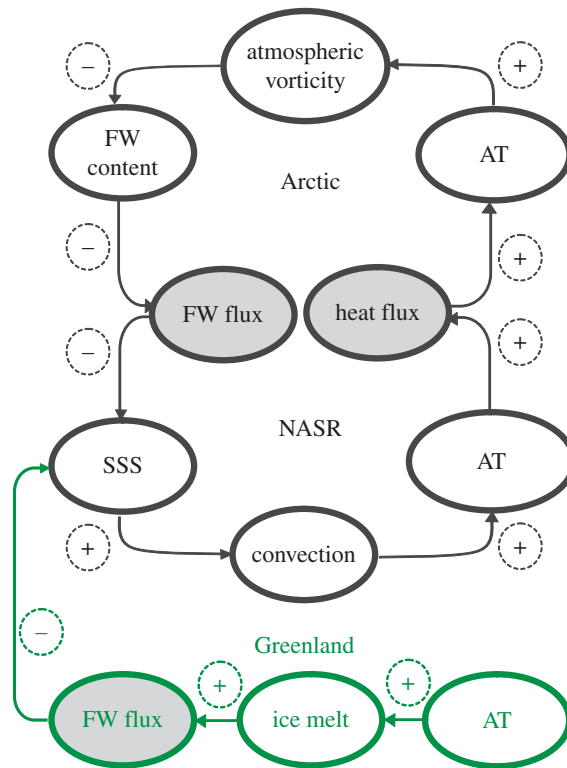 atmospheric
vorticity
–
+
FW
content
AT
Arctic
–
+
FW flux
heat flux
–
+
NASR
SSS
AT
+
convection
+
–
Greenland
+
+
FW flux
ice melt
AT